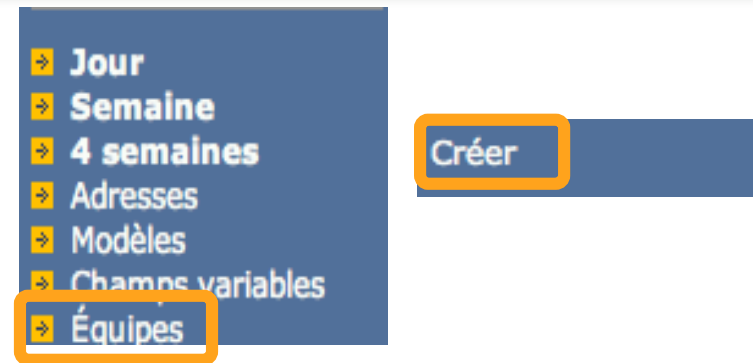 Jour
Semaine
4 semaines
Adresses
Modèles
Champs variables
Équipes
Créer